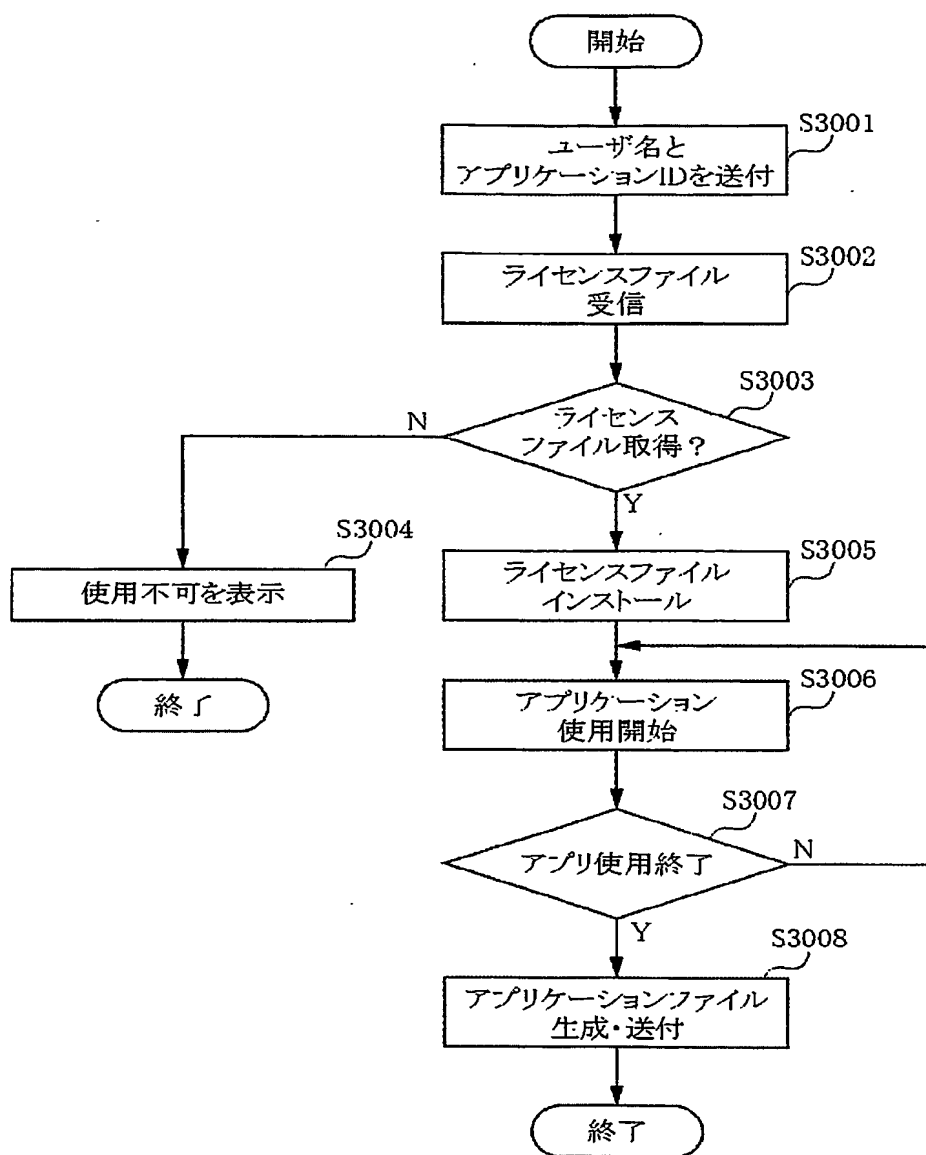 開始
S3001
ユーザ名と
アプリケーションIDを送付
S3002
ライセンスファイル
受信
S3003
ライセンス
ファイル取得？
N
Y
S3004
使用不可を表示
終了
S3005
ライセンスファイル
インストール
S3006
アプリケーション
使用開始
S3007
アプリ使用終了
N
Y
S3008
アプリケーションファイル
生成・送付
終了